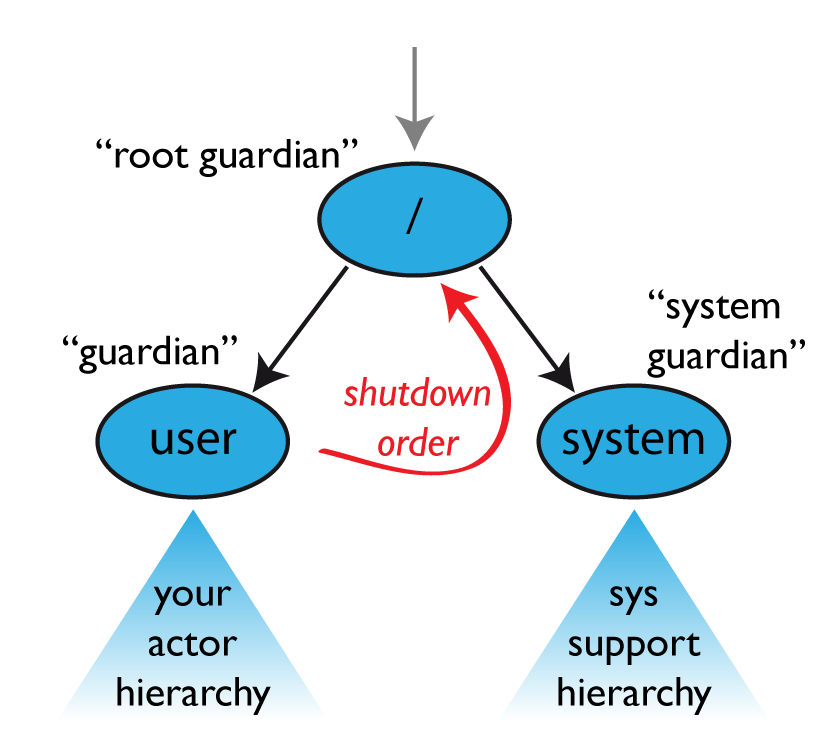 “root guardian”
/
“system
guardian”
“guardian”
shutdown
order
user
system
your
actor
hierarchy
sys
support
hierarchy